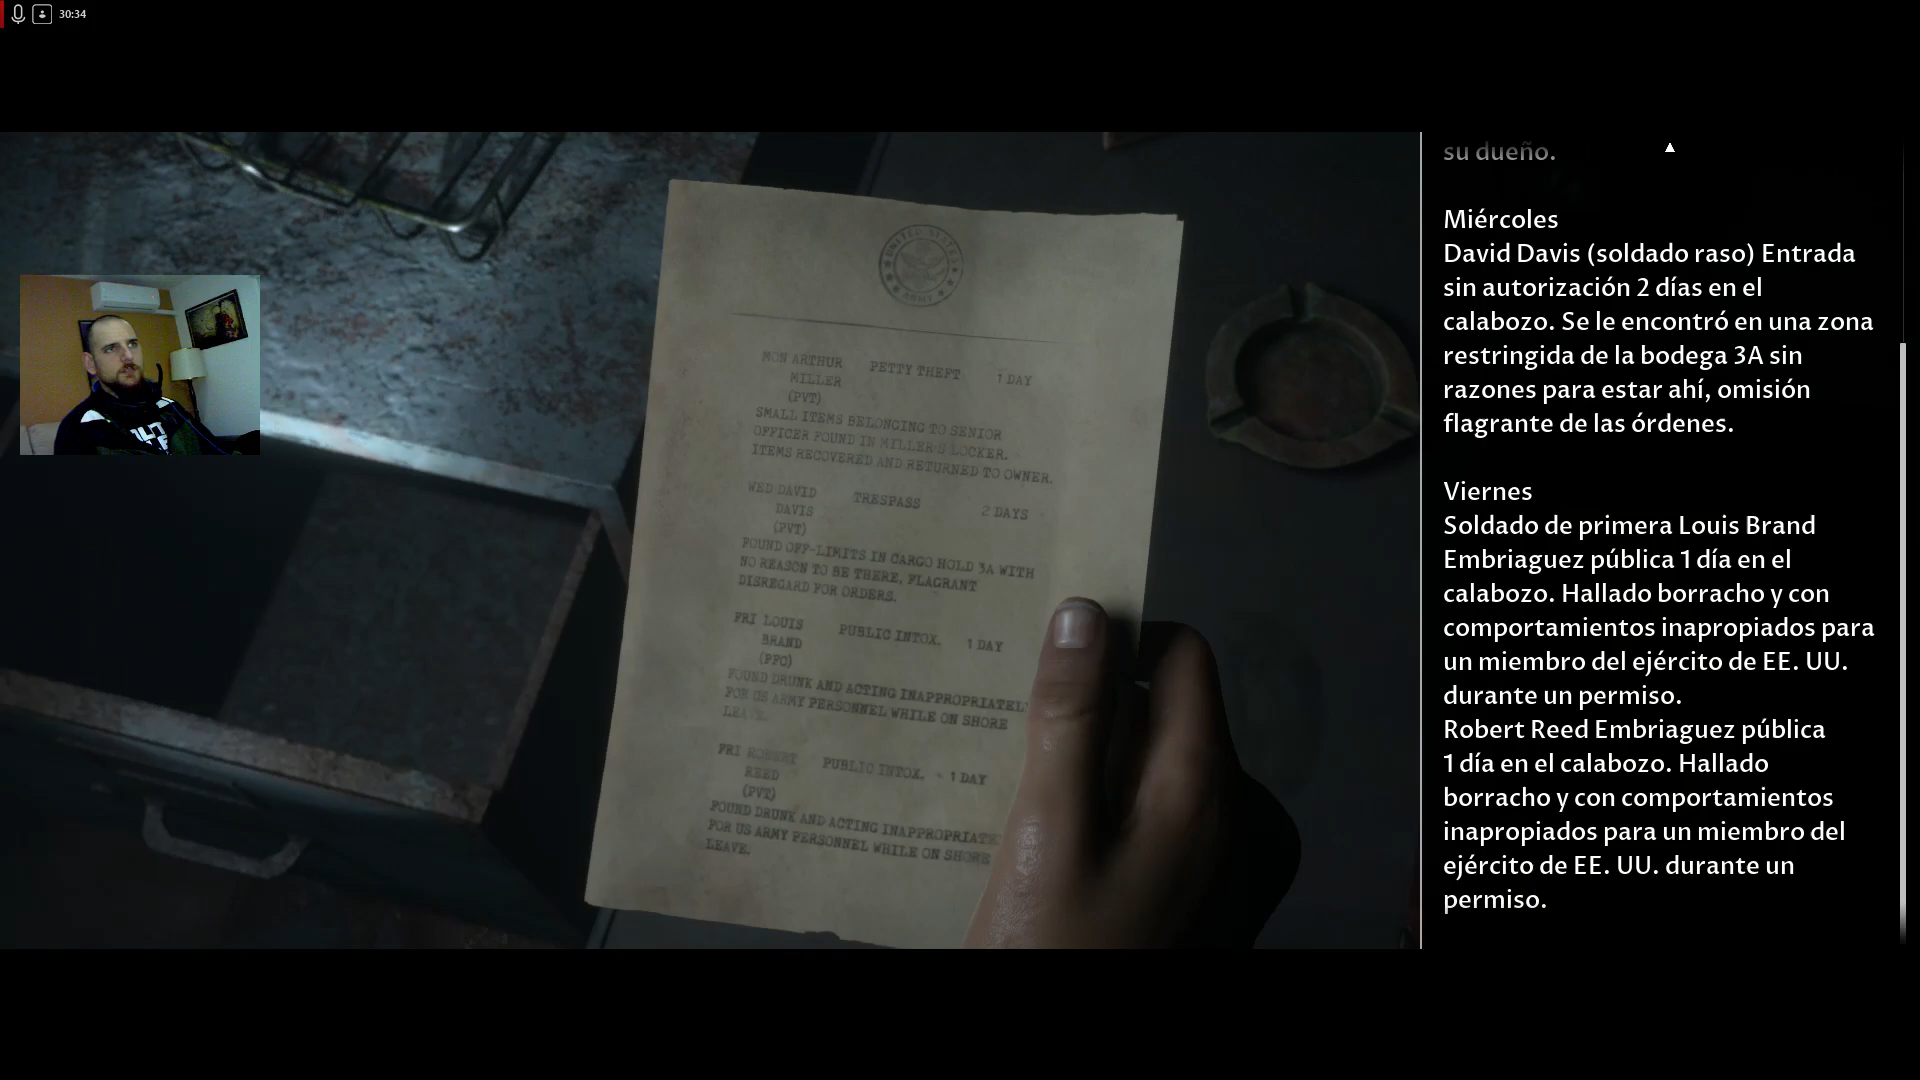 30:34
UNITED STATES
ARMY
MON ARTHUR PETTY THEFT 1 DAY
MILLER
(PVT)
SMALL ITEMS BELONGING TO SENIOR
OFFICER FOUND IN MILLER'S LOCKER.
ITEMS RECOVERED AND RETURNED TO OWNER.
WED DAVID TRESPASS 2 DAYS
DAVIS
(PVT)
FOUND OFF-LIMITS IN CARGO HOLD 3A WITH
NO REASON TO BE THERE, FLAGRANT
DISREGARD FOR ORDERS.
FRI LOUIS PUBLIC INTOX. 1 DAY
BRAND
(PFC)
FOUND DRUNK AND ACTING INAPPROPRIATELY
FOR US ARMY PERSONNEL WHILE ON SHORE
LEAVE.
FRI ROBERT PUBLIC INTOX. 1 DAY
REED
(PVT)
FOUND DRUNK AND ACTING INAPPROPRIATE
FOR US ARMY PERSONNEL WHILE ON SHORE
LEAVE.
su dueño.
Miércoles
David Davis (soldado raso) Entrada
sin autorización 2 días en el
calabozo. Se le encontró en una zona
restringida de la bodega 3A sin
razones para estar ahí, omisión
flagrante de las órdenes.
Viernes
Soldado de primera Louis Brand
Embriaguez pública 1 día en el
calabozo. Hallado borracho y con
comportamientos inapropiados para
un miembro del ejército de EE. UU.
durante un permiso.
Robert Reed Embriaguez pública
1 día en el calabozo. Hallado
borracho y con comportamientos
inapropiados para un miembro del
ejército de EE. UU. durante un
permiso.